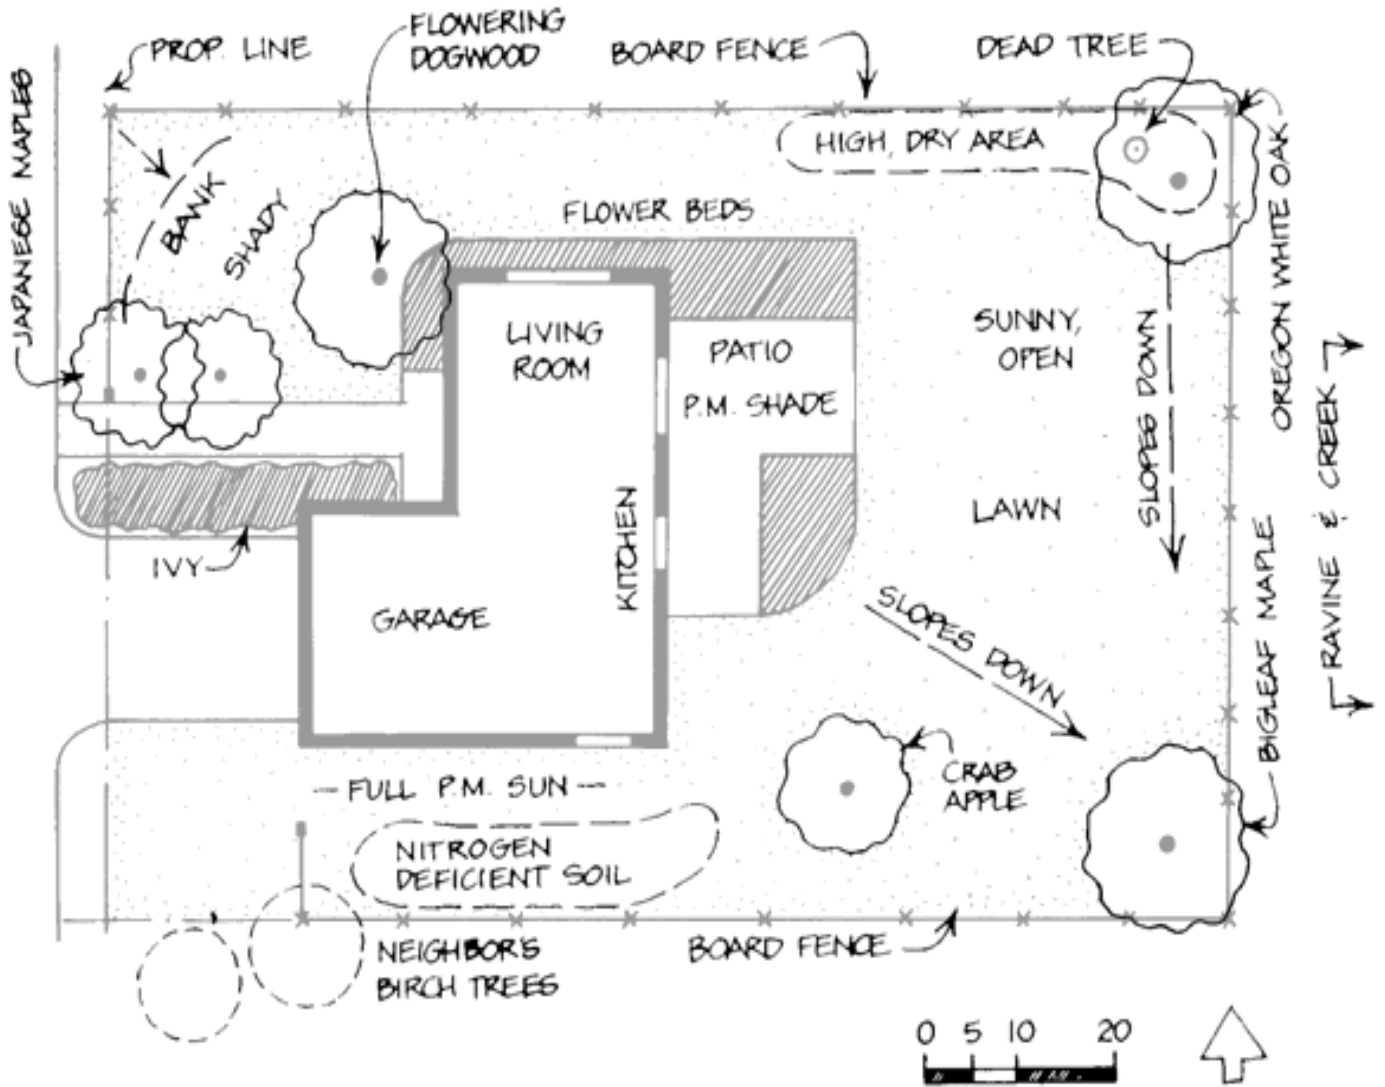 FLOWERING
DOGWOOD
PROP. LINE
BOARD FENCE
DEAD TREE
JAPANESE MAPLES
HIGH, DRY AREA
OREGON WHITE OAK
BANK
SHADY
FLOWER BEDS
LIVING
ROOM
PATIO
P.M. SHADE
SUNNY,
OPEN
SLOPES DOWN
RAVINE & CREEK
LAWN
KITCHEN
IVY
GARAGE
SLOPES DOWN
BIGLEAF MAPLE
FULL P.M. SUN
CRAB
APPLE
NITROGEN
DEFICIENT SOIL
NEIGHBOR'S
BIRCH TREES
BOARD FENCE
0 5 10 20